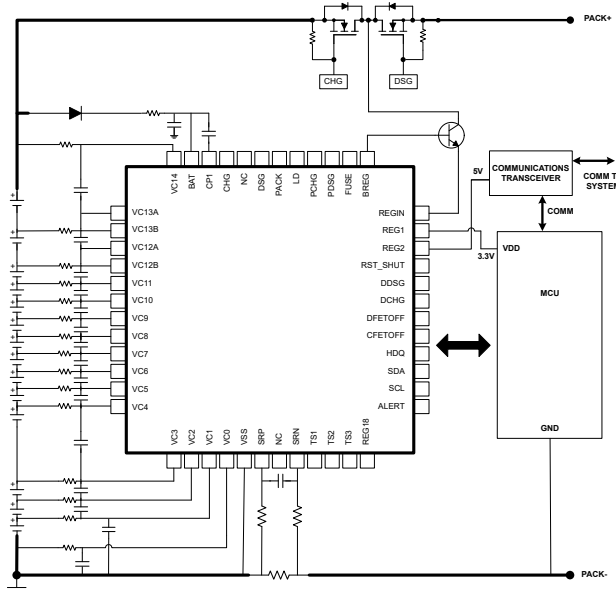 PACK+
CHG
DSG
VC14
BAT
CP1
CHG
NC
DSG
PACK
LD
PCHG
PDSG
FUSE
BREG
5V
COMMUNICATIONS
TRANSCEIVER
COMM T
SYSTEM
COMM
VC13A
VC13B
VC12A
VC12B
VC11
VC10
VC9
VC8
VC7
VC6
VC5
VC4
REGIN
REG1
REG2
RST_SHUT
DDSG
DCHG
DFETOFF
CFETOFF
HDQ
SDA
SCL
ALERT
3.3V
VDD
MCU
GND
VC3
VC2
VC1
VC0
VSS
SRP
NC
SRN
TS1
TS2
TS3
REG18
+
+
+
+
+
+
+
+
+
+
+
+
+
+
PACK-